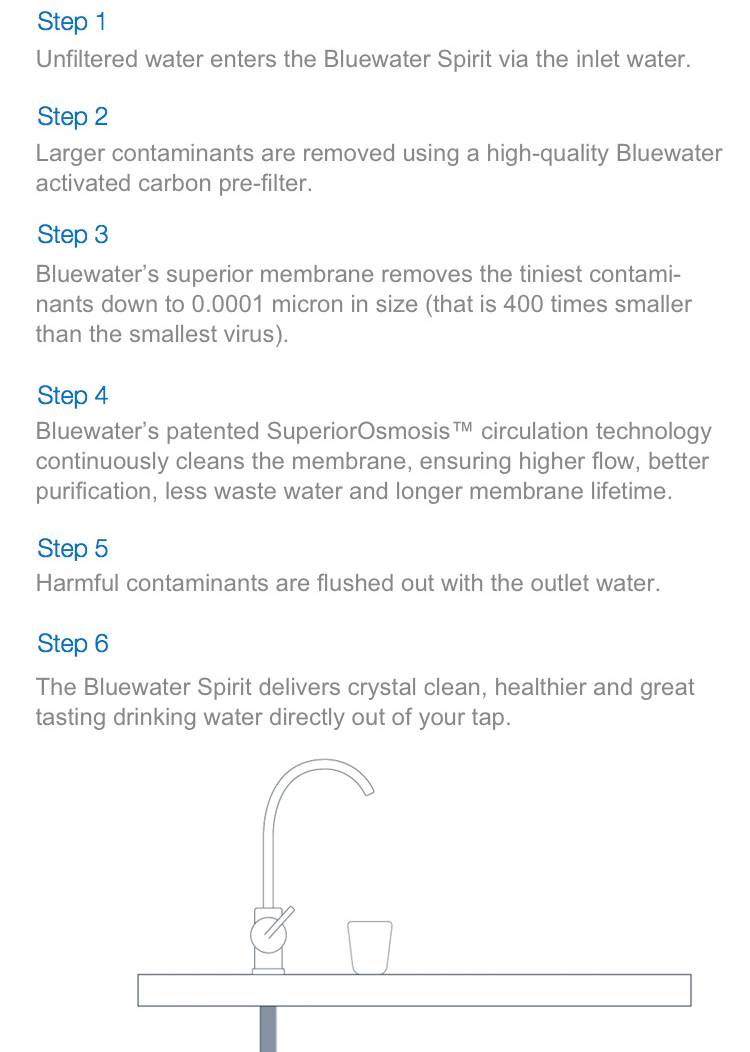 Step 1
Unfiltered water enters the Bluewater Spirit via the inlet water.
Step 2
Larger contaminants are removed using a high-quality Bluewater
activated carbon pre-filter.
Step 3
Bluewater’s superior membrane removes the tiniest contami-
nants down to 0.0001 micron in size (that is 400 times smaller
than the smallest virus).
Step 4
Bluewater’s patented SuperiorOsmosis™ circulation technology
continuously cleans the membrane, ensuring higher flow, better
purification, less waste water and longer membrane lifetime.
Step 5
Harmful contaminants are flushed out with the outlet water.
Step 6
The Bluewater Spirit delivers crystal clean, healthier and great
tasting drinking water directly out of your tap.